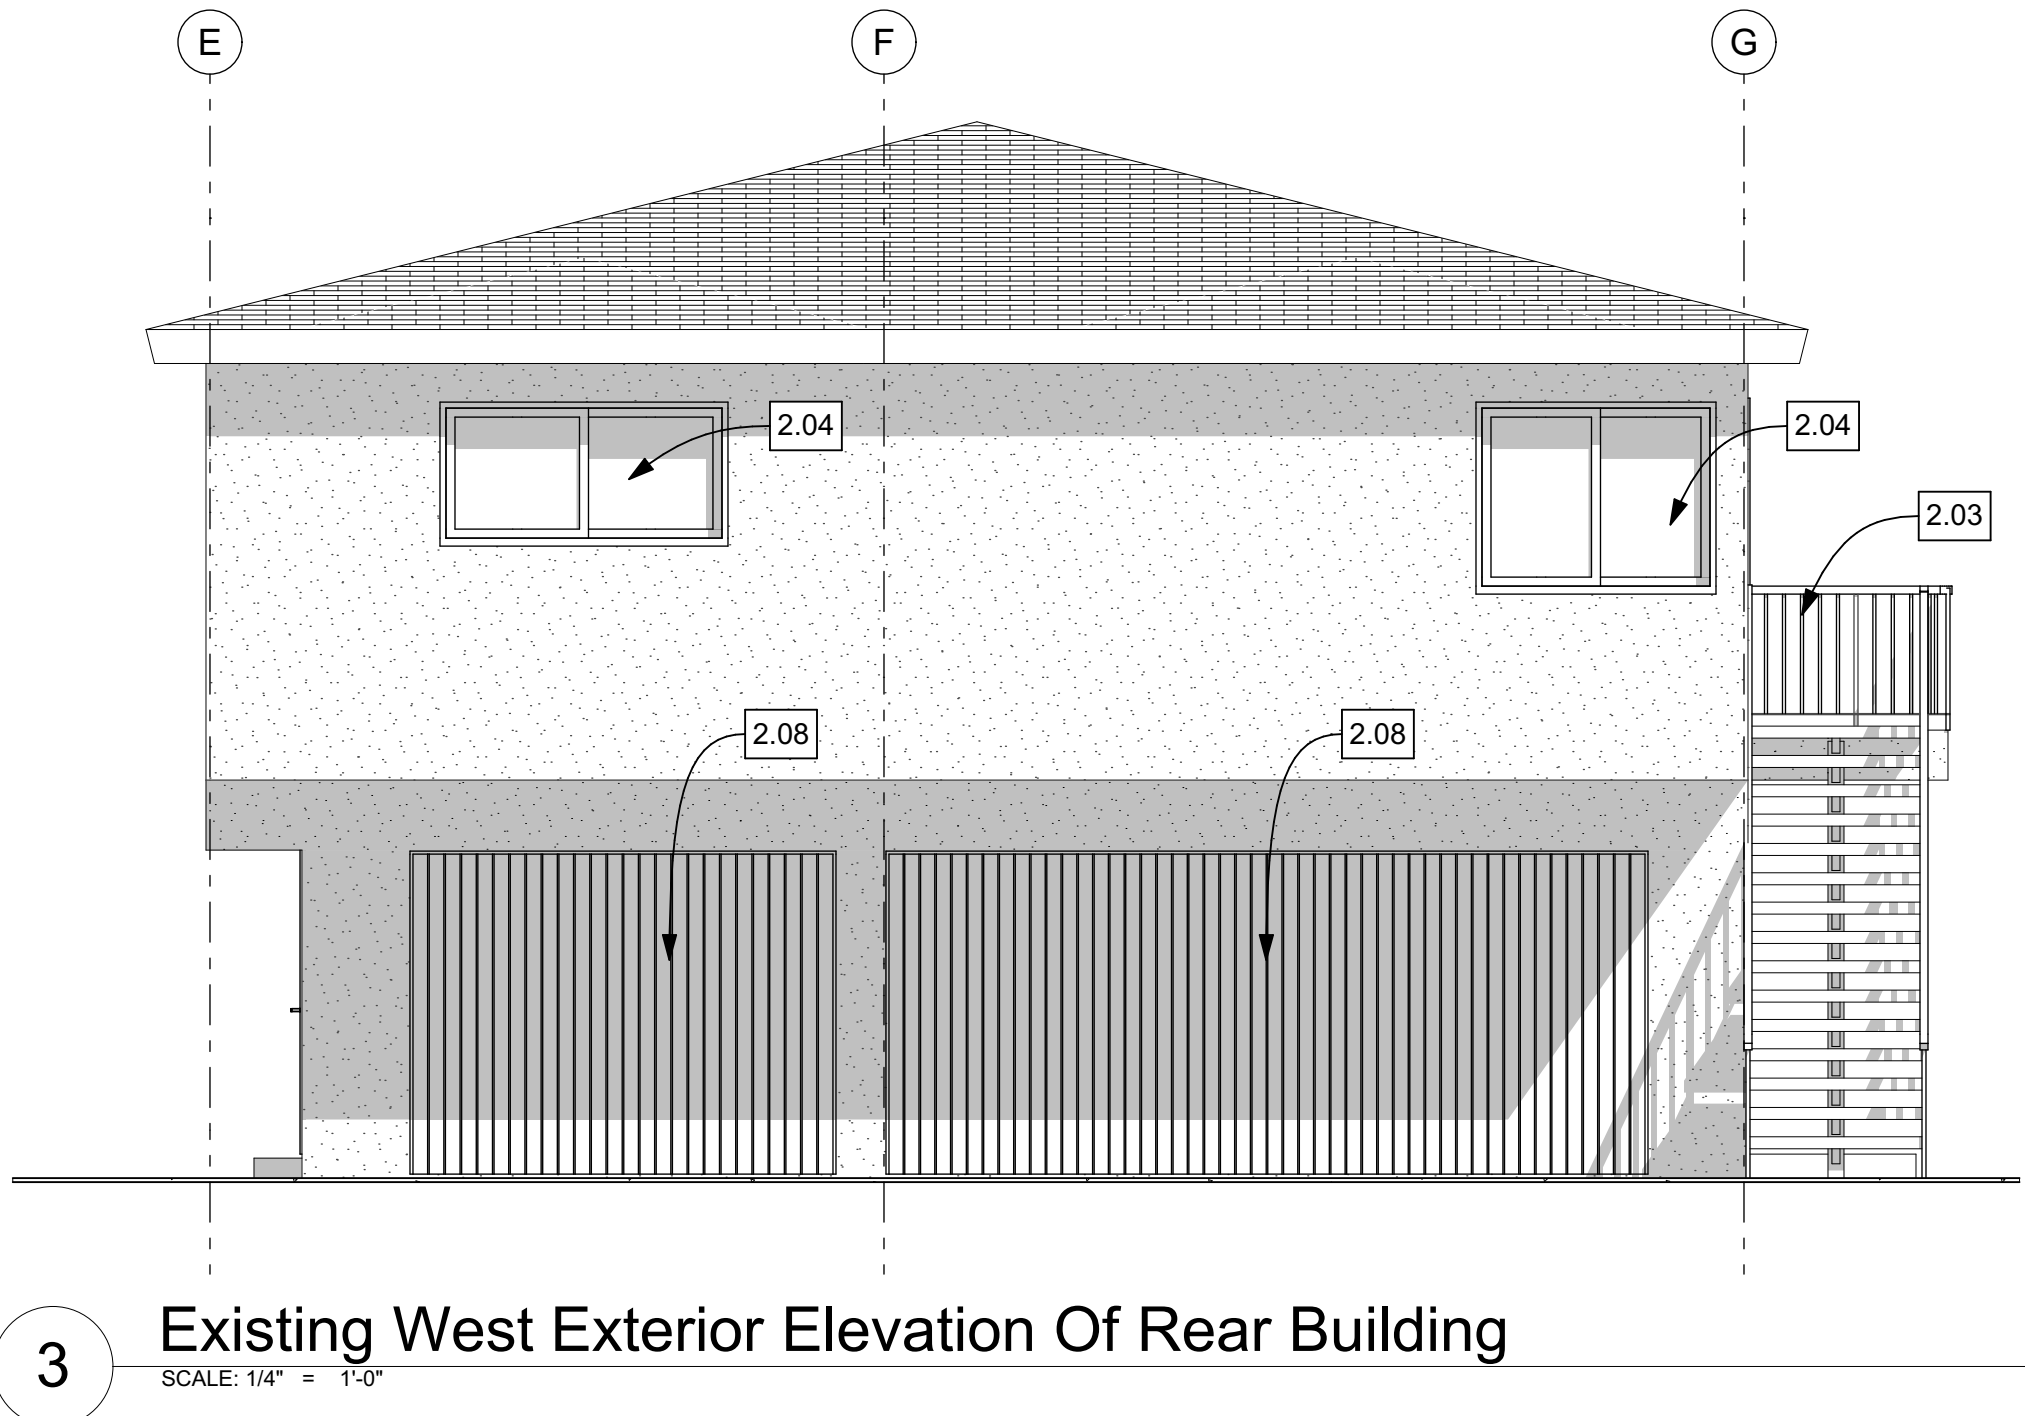 E
F
G
2.04
2.04
2.03
2.08
2.08
3
Existing West Exterior Elevation Of Rear Building
SCALE: 1/4" = 1'-0"